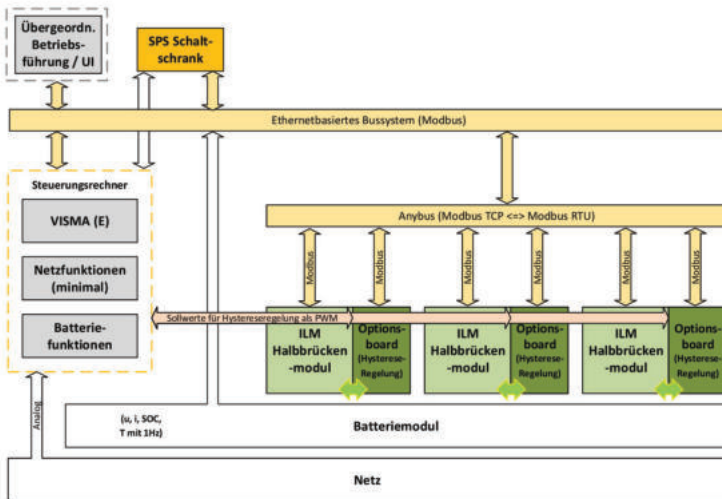 Übergeordn.
Betriebs-
führung / UI
SPS Schalt-
schrank
Ethernetbasiertes Bussystem (Modbus)
Steuerungsrechner
VISMA (E)
Netzfunktionen
(minimal)
Batterie-
funktionen
Anybus (Modbus TCP <=> Modbus RTU)
Modbus
Modbus
Modbus
Modbus
Modbus
Modbus
Sollwerte für Hystereseregelung als PWM
ILM
Halbbrücken
-modul
Options-
board
(Hysterese-
Regelung)
ILM
Halbbrücken
-modul
Options-
board
(Hysterese-
Regelung)
ILM
Halbbrücken
-modul
Options-
board
(Hysterese-
Regelung)
Analog
(u, i, SOC,
T mit 1Hz)
Batteriemodul
Netz